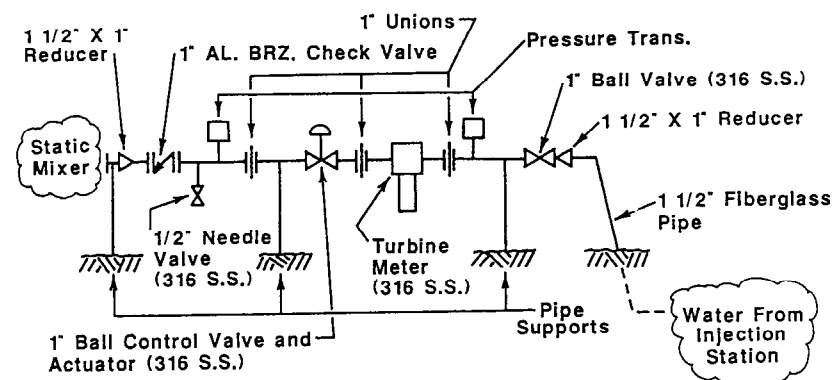 1" Unions
1 1/2" X 1"
Reducer
1" AL. BRZ. Check Valve
Pressure Trans.
1" Ball Valve (316 S.S.)
1 1/2" X 1" Reducer
Static
Mixer
1/2" Needle
Valve
(316 S.S.)
Turbine
Meter
(316 S.S.)
1 1/2" Fiberglass
Pipe
Pipe
Supports
1" Ball Control Valve and
Actuator (316 S.S.)
Water From
Injection
Station